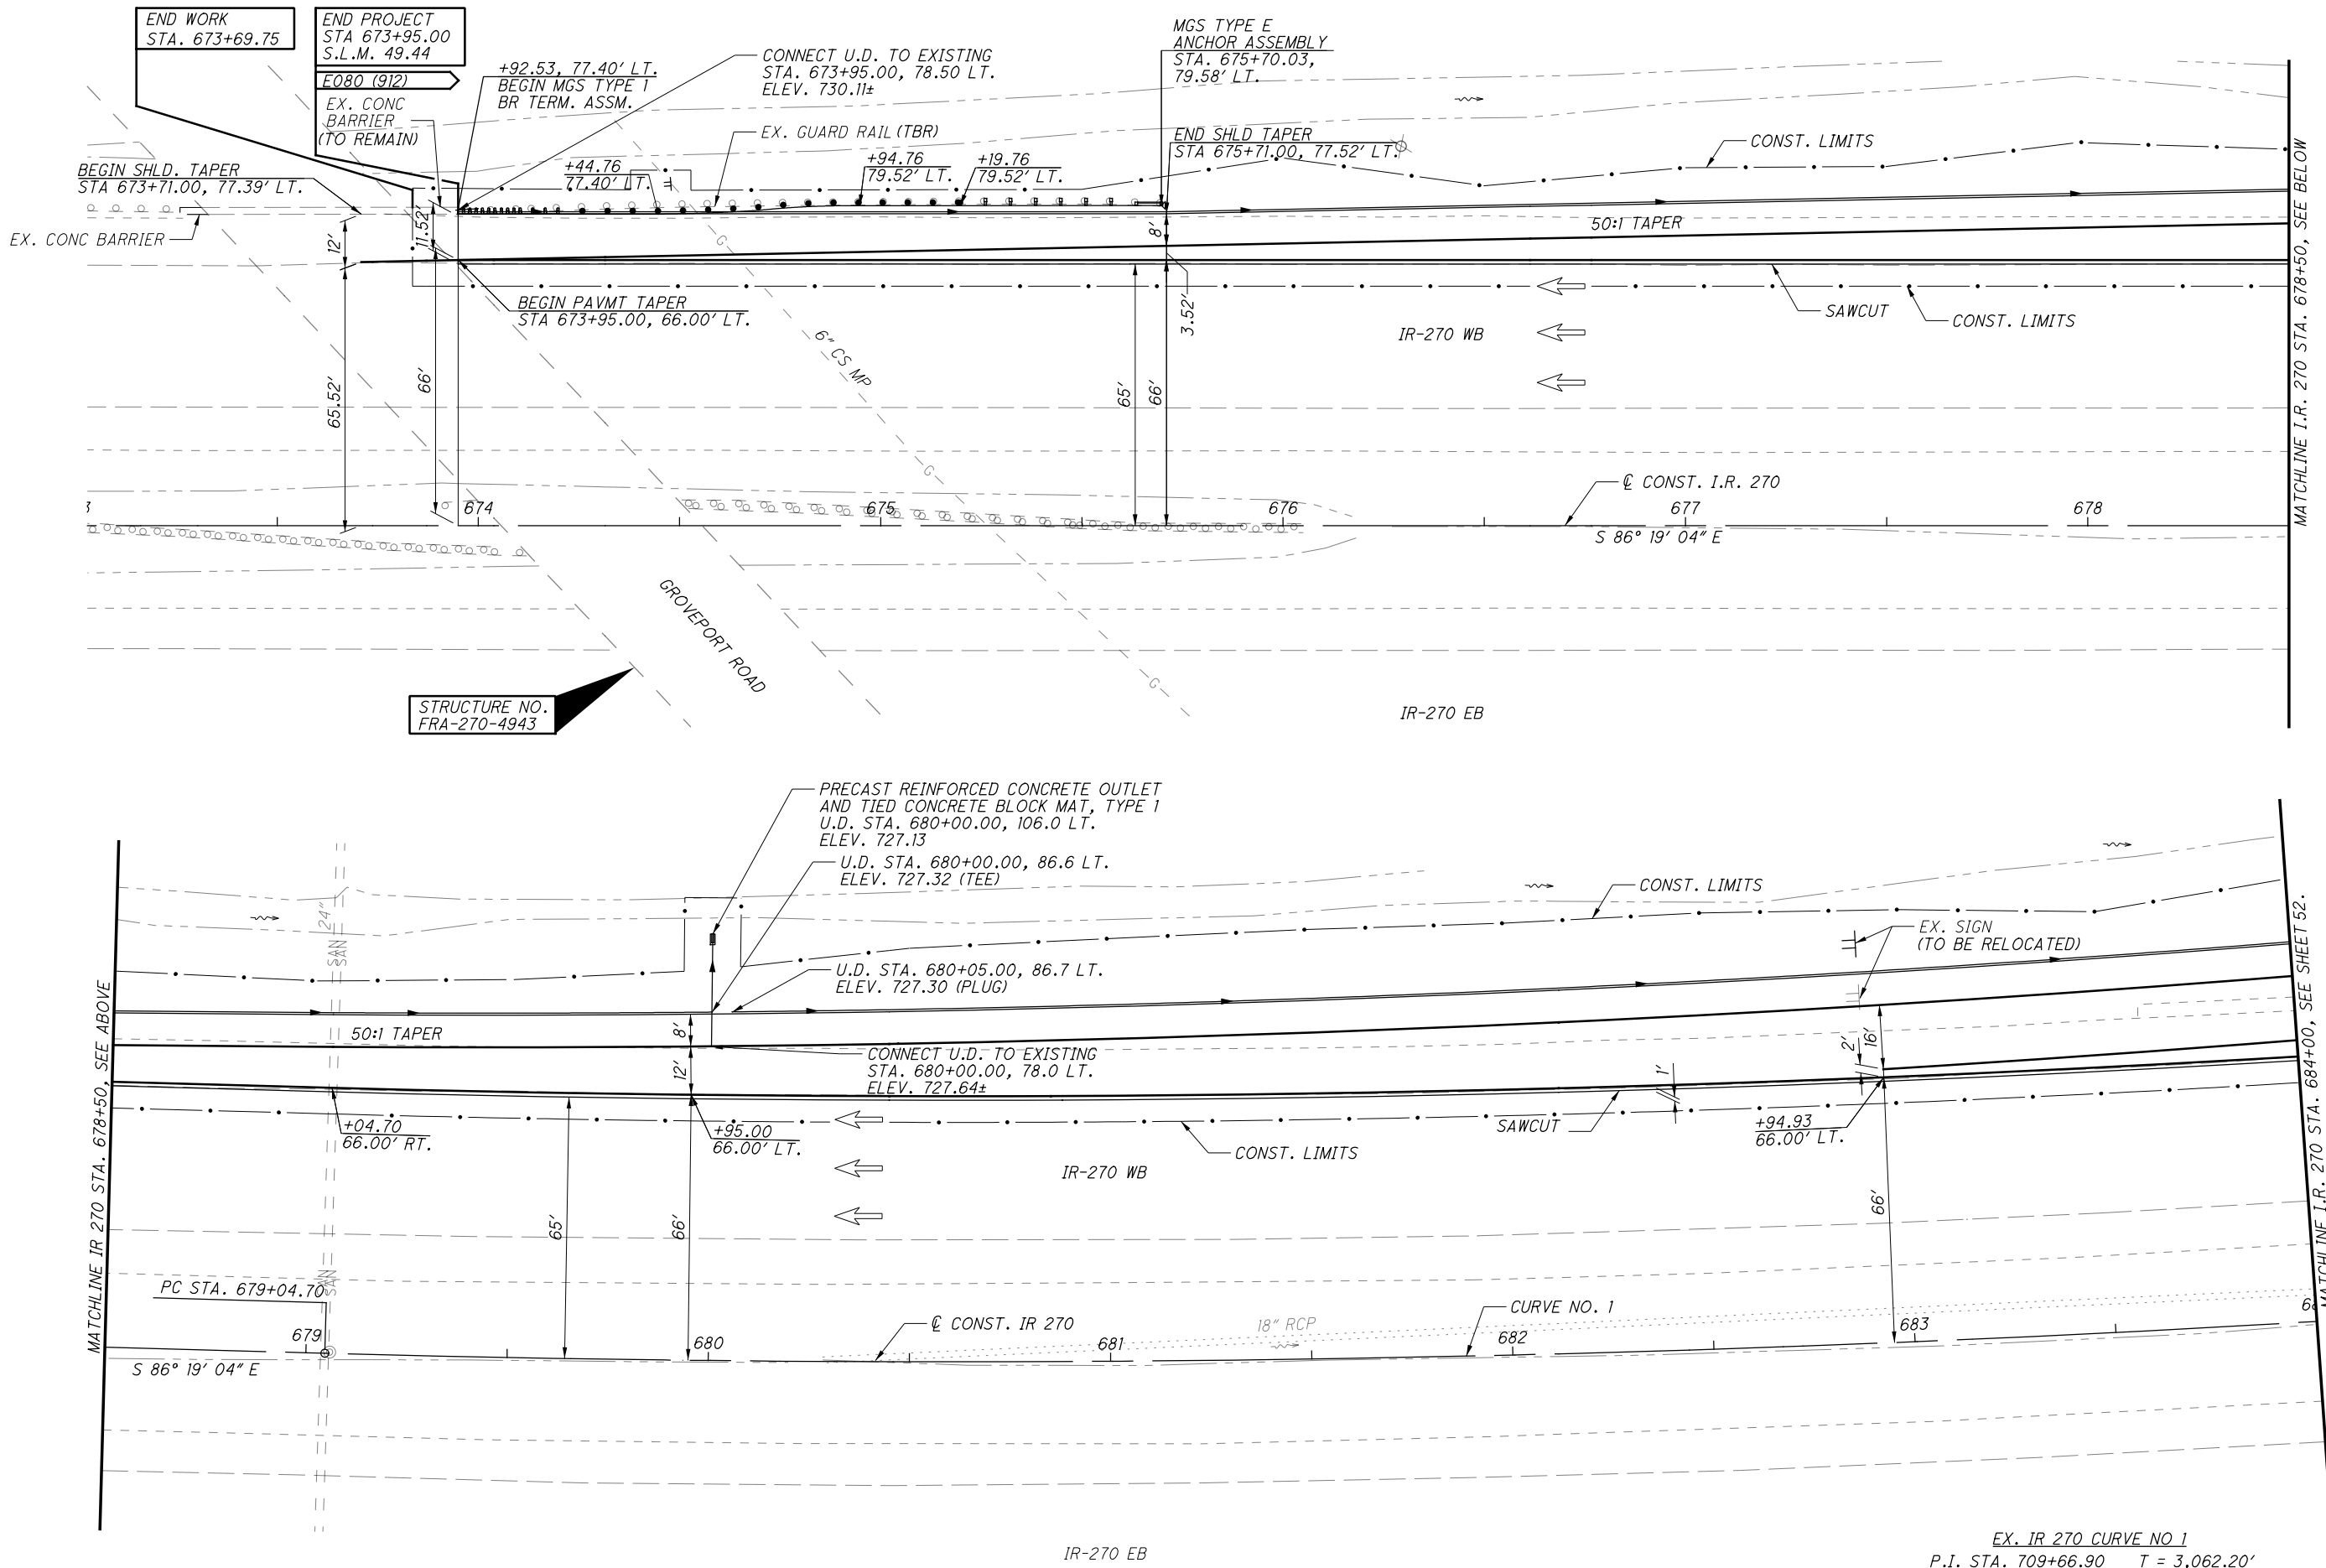 END WORK
STA. 673+69.75
END PROJECT
STA 673+95.00
S.L.M. 49.44
E080 (912)
EX. CONC
BARRIER
(TO REMAIN)
+92.53, 77.40' LT.
BEGIN MGS TYPE 1
BR TERM. ASSM.
CONNECT U.D. TO EXISTING
STA. 673+95.00, 78.50 LT.
ELEV. 730.11±
MGS TYPE E
ANCHOR ASSEMBLY
STA. 675+70.03,
79.58' LT.
EX. GUARD RAIL (TBR)
END SHLD TAPER
STA 675+71.00, 77.52' LT.
CONST. LIMITS
BEGIN SHLD. TAPER
STA 673+71.00, 77.39' LT.
+44.76
77.40' LT.
+94.76
79.52' LT.
+19.76
79.52' LT.
EX. CONC BARRIER
12'
11.52'
8'
50:1 TAPER
G
BEGIN PAVMT TAPER
STA 673+95.00, 66.00' LT.
3.52'
SAWCUT
CONST. LIMITS
IR-270 WB
6" CS MP
65.52'
66'
65'
66'
G
℄ CONST. I.R. 270
674
675
676
677
678
S 86° 19' 04" E
GROVEPORT ROAD
G
STRUCTURE NO.
FRA-270-4943
IR-270 EB
MATCHLINE I.R. 270 STA. 678+50, SEE BELOW
PRECAST REINFORCED CONCRETE OUTLET
AND TIED CONCRETE BLOCK MAT, TYPE 1
U.D. STA. 680+00.00, 106.0 LT.
ELEV. 727.13
U.D. STA. 680+00.00, 86.6 LT.
ELEV. 727.32 (TEE)
CONST. LIMITS
SAN 24"
SAN
EX. SIGN
(TO BE RELOCATED)
U.D. STA. 680+05.00, 86.7 LT.
ELEV. 727.30 (PLUG)
50:1 TAPER
8'
12'
CONNECT U.D. TO EXISTING
STA. 680+00.00, 78.0 LT.
ELEV. 727.64±
1'
2'
16'
+04.70
66.00' RT.
+95.00
66.00' LT.
SAWCUT
+94.93
66.00' LT.
CONST. LIMITS
IR-270 WB
65'
66'
66'
SAN
PC STA. 679+04.70
℄ CONST. IR 270
18" RCP
CURVE NO. 1
679
680
681
682
683
S 86° 19' 04" E
MATCHLINE IR 270 STA. 678+50, SEE ABOVE
MATCHLINE I.R. 270 STA. 684+00, SEE SHEET 52.
IR-270 EB
EX. IR 270 CURVE NO 1
P.I. STA. 709+66.90 T = 3,062.20'